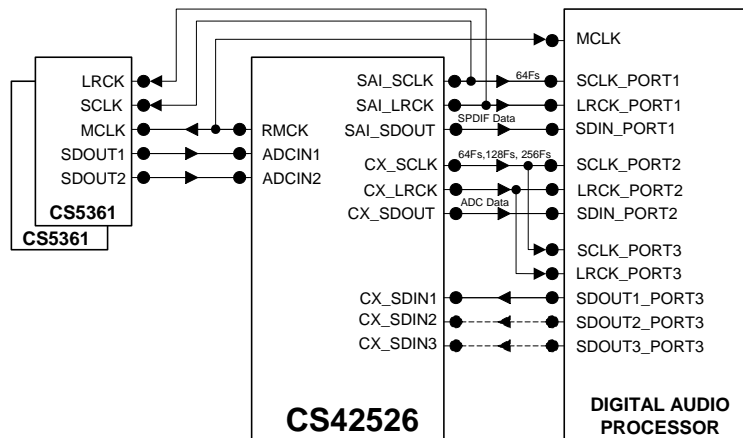 MCLK
LRCK
SCLK
MCLK
SDOUT1
SDOUT2
CS5361
CS5361
RMCK
ADCIN1
ADCIN2
SAI_SCLK
SAI_LRCK
SAI_SDOUT
CX_SCLK
CX_LRCK
CX_SDOUT
CX_SDIN1
CX_SDIN2
CX_SDIN3
CS42526
64Fs
SPDIF Data
64Fs,128Fs, 256Fs
ADC Data
SCLK_PORT1
LRCK_PORT1
SDIN_PORT1
SCLK_PORT2
LRCK_PORT2
SDIN_PORT2
SCLK_PORT3
LRCK_PORT3
SDOUT1_PORT3
SDOUT2_PORT3
SDOUT3_PORT3
DIGITAL AUDIO
PROCESSOR